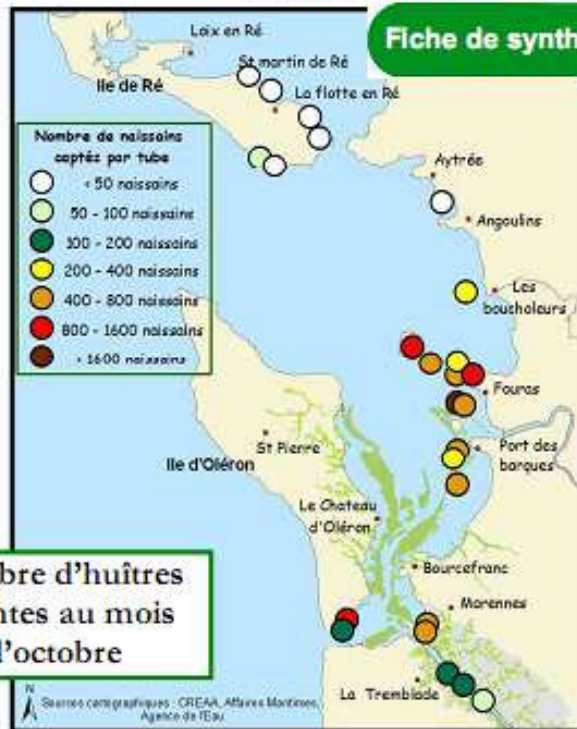 Fiche de synth
Loix en Ré
St martin de Ré
Ile de Ré
La flotte en Ré
Nombre de naissains
captés par tube
< 50 naissains
50 - 100 naissains
100 - 200 naissains
200 - 400 naissains
400 - 800 naissains
800 - 1600 naissains
< 1600 naissains
Aytrée
Angoulins
Les
boucholeurs
Fouras
St Pierre
Port des
barques
Ile d'Oléron
Le Chateau
d'Oléron
Bourcefranc
bre d'huîtres
ntes au mois
l'octobre
Marennes
La Tremblade
N
Sources cartographiques : CREAA, Affaires Maritimes,
Agence de l'Eau